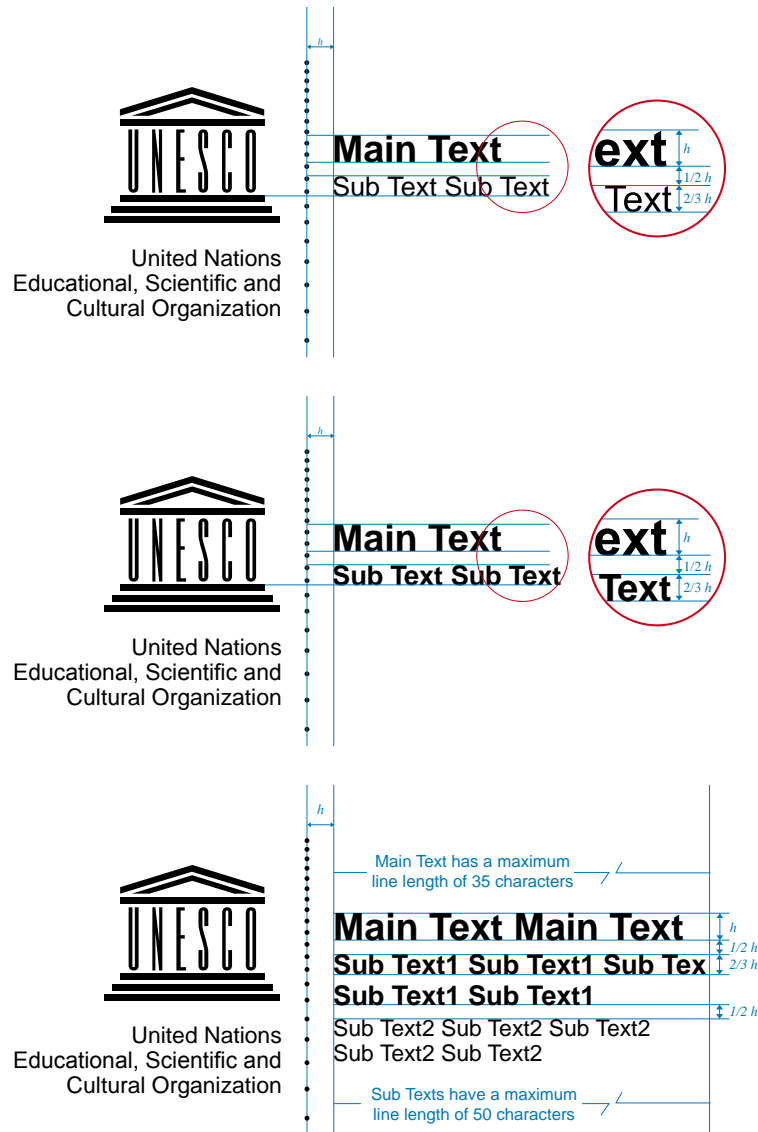 h
UNESCO
Main Text
Sub Text Sub Text
United Nations
Educational, Scientific and
Cultural Organization
ext
h
1/2 h
Text
2/3 h
h
UNESCO
Main Text
Sub Text Sub Text
United Nations
Educational, Scientific and
Cultural Organization
ext
h
1/2 h
Text
2/3 h
h
Main Text has a maximum
line length of 35 characters
UNESCO
Main Text Main Text
h
1/2 h
Sub Text1 Sub Text1 Sub Tex
2/3 h
Sub Text1 Sub Text1
1/2 h
Sub Text2 Sub Text2 Sub Text2
Sub Text2 Sub Text2
United Nations
Educational, Scientific and
Cultural Organization
Sub Texts have a maximum
line length of 50 characters